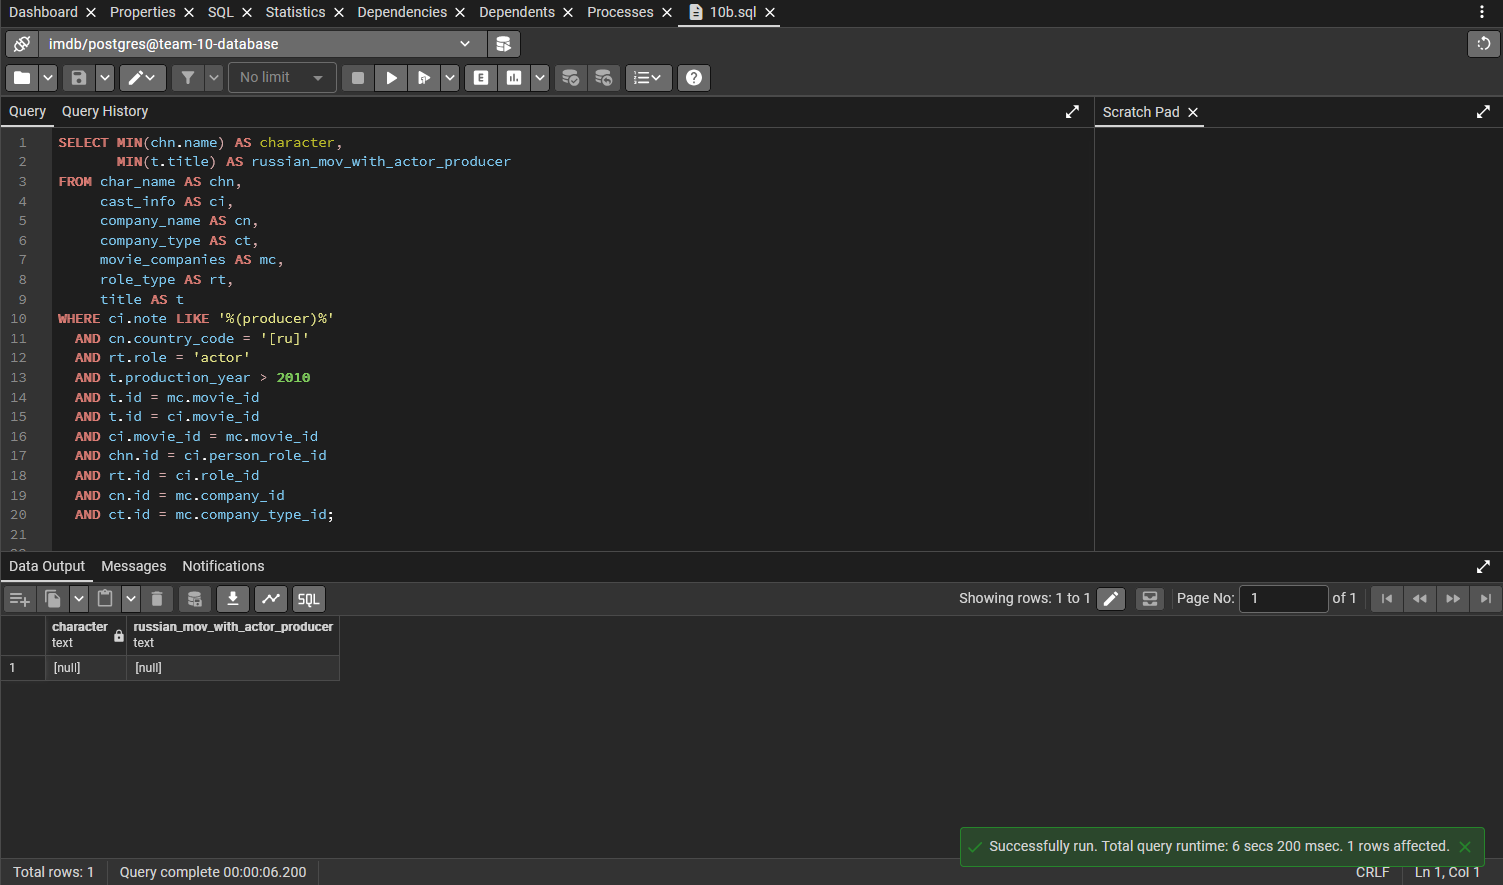 Dashboard Properties SQL Statistics Dependencies Dependents Processes 10b.sql
imdb/postgres@team-10-database
No limit
E
Query Query History
Scratch Pad
1 SELECT MIN(chn.name) AS character,
2 MIN(t.title) AS russian_mov_with_actor_producer
3 FROM char_name AS chn,
4 cast_info AS ci,
5 company_name AS cn,
6 company_type AS ct,
7 movie_companies AS mc,
8 role_type AS rt,
9 title AS t
10 WHERE ci.note LIKE '%(producer)%'
11 AND cn.country_code = '[ru]'
12 AND rt.role = 'actor'
13 AND t.production_year > 2010
14 AND t.id = mc.movie_id
15 AND t.id = ci.movie_id
16 AND ci.movie_id = mc.movie_id
17 AND chn.id = ci.person_role_id
18 AND rt.id = ci.role_id
19 AND cn.id = mc.company_id
20 AND ct.id = mc.company_type_id;
21
Data Output Messages Notifications
SQL
Showing rows: 1 to 1
Page No: 1 of 1
character russian_mov_with_actor_producer
text text
1 [null] [null]
Successfully run. Total query runtime: 6 secs 200 msec. 1 rows affected.
Total rows: 1 Query complete 00:00:06.200 CRLF Ln 1, Col 1